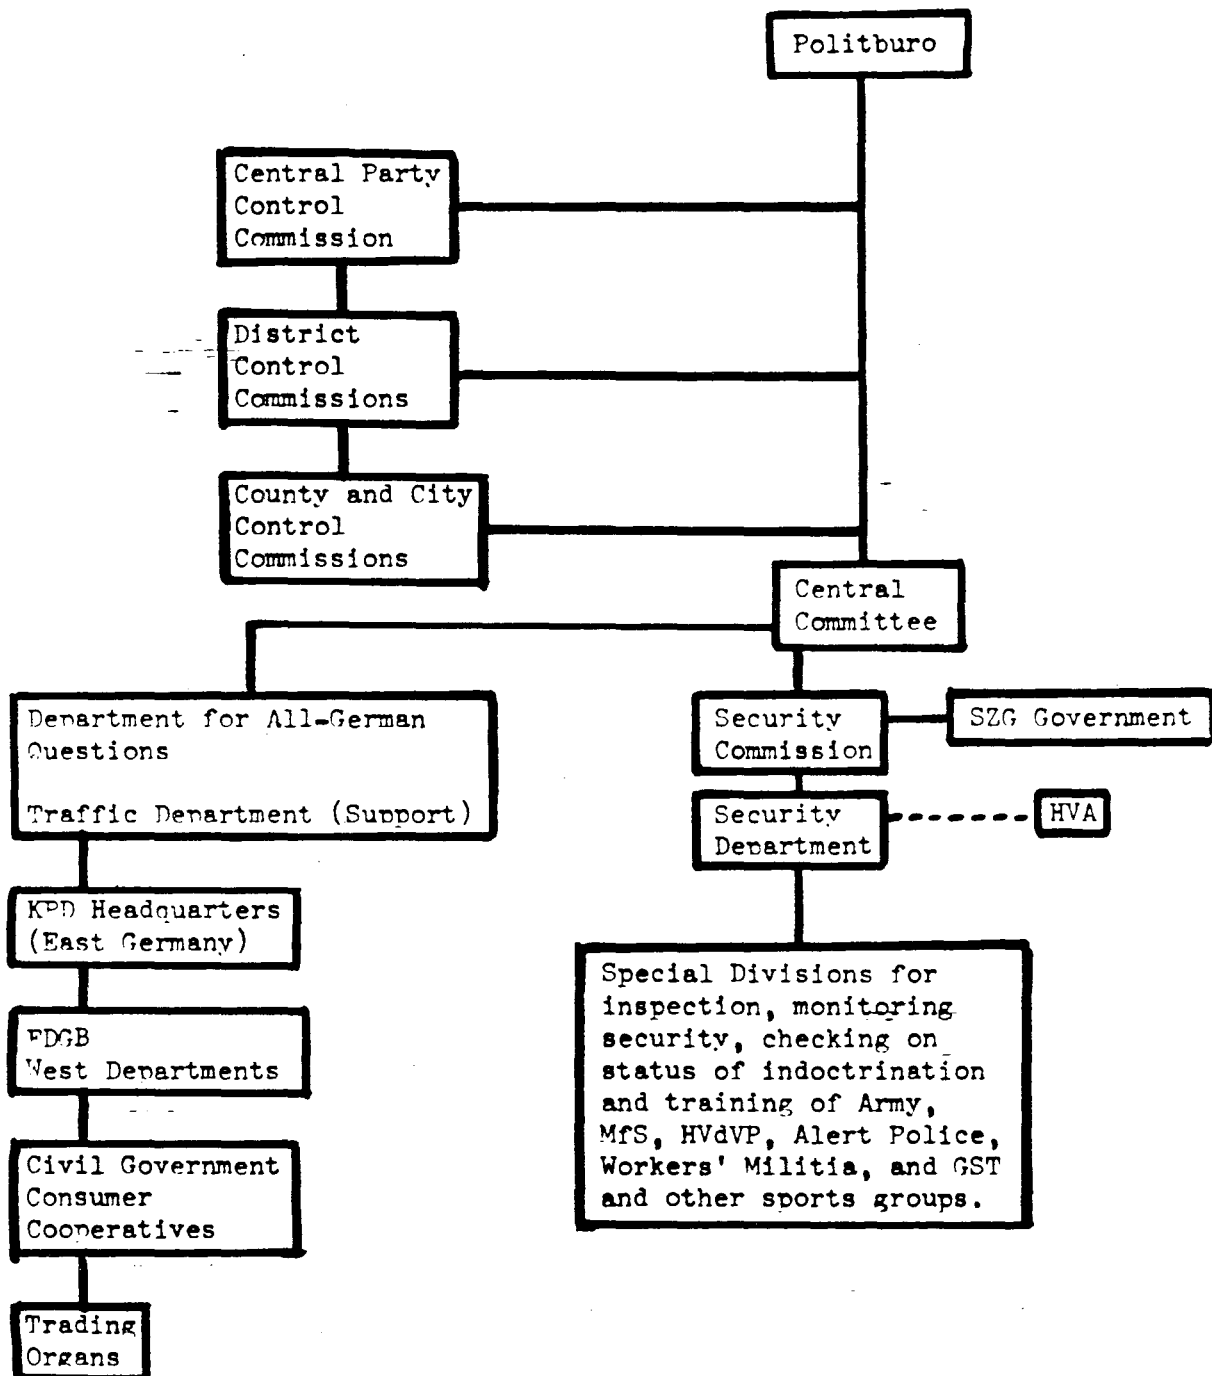 Politburo
Central Party
Control
Commission
District
Control
Commissions
County and City
Control
Commissions
Central
Committee
Department for All-German
Questions
Traffic Department (Support)
Security
Commission
SZG Government
Security
Department
HVA
KPD Headquarters
(East Germany)
FDGB
West Departments
Special Divisions for
inspection, monitoring
security, checking on
status of indoctrination
and training of Army,
MfS, HVdVP, Alert Police,
Workers' Militia, and GST
and other sports groups.
Civil Government
Consumer
Cooperatives
Trading
Organs